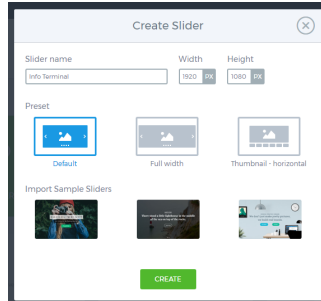 Create Slider
Slider name Width Height
Info Terminal 1920 PX 1080 PX
Preset
Default Full width Thumbnail - horizontal
Import Sample Sliders
CREATE